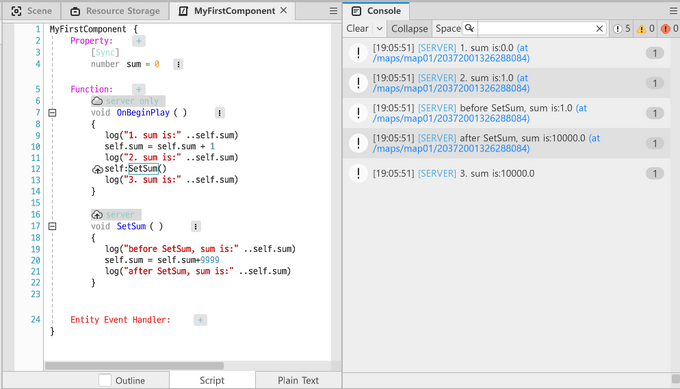 Scene
Resource Storage
MyFirstComponent
1 MyFirstComponent {
2 Property: +
3 [Sync]
4 number sum = 0
5 Function: +
6 server only
7 void OnBeginPlay ( )
8 {
9 log("1. sum is:" ..self.sum)
10 self.sum = self.sum + 1
11 log("2. sum is:" ..self.sum)
12 self:SetSum()
13 log("3. sum is:" ..self.sum)
14 }
15
16 server
17 void SetSum ( )
18 {
19 log("before SetSum, sum is:" ..self.sum)
20 self.sum = self.sum+9999
21 log("after SetSum, sum is:" ..self.sum)
22 }
23
24 Entity Event Handler: +
}
Outline
Script
Plain Text
Console
Clear
Collapse
Space
5
0
0
[19:05:51] [SERVER] 1. sum is:0.0 (at
/maps/map01/20372001326288084)
1
[19:05:51] [SERVER] 2. sum is:1.0 (at
/maps/map01/20372001326288084)
1
[19:05:51] [SERVER] before SetSum, sum is:1.0 (at
/maps/map01/20372001326288084)
1
[19:05:51] [SERVER] after SetSum, sum is:10000.0 (at
/maps/map01/20372001326288084)
1
[19:05:51] [SERVER] 3. sum is:10000.0
1